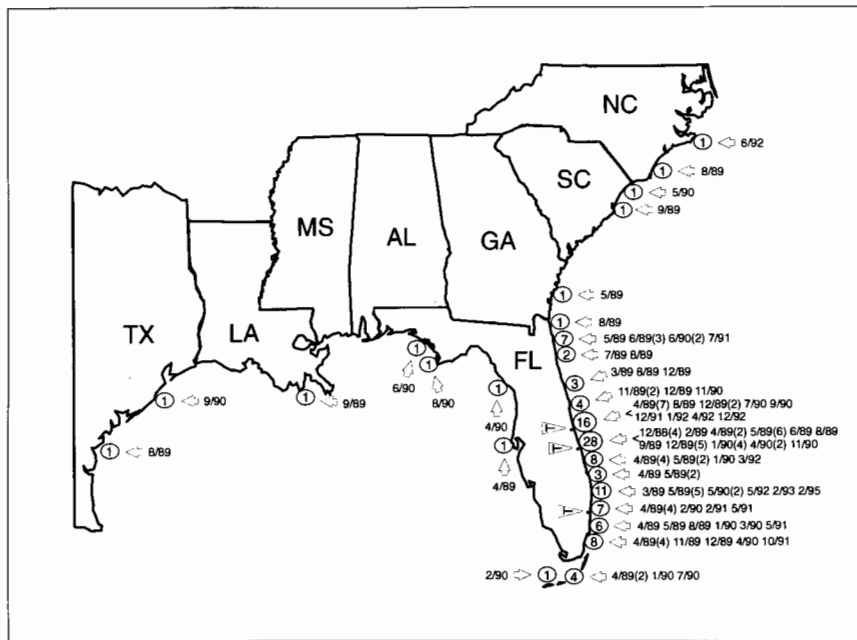 NC
① ⇦ 6/92
① ⇦ 8/89
SC
① ⇦ 5/90
① ⇦ 9/89
MS
AL
GA
① ⇦ 5/89
TX
LA
FL
① ⇦ 8/89
7 ⇦ 5/89 6/89(3) 6/90(2) 7/91
2 ⇦ 7/89 8/89
1
6/90
1
8/90
3 3/89 8/89 12/89
4 11/89(2) 12/89 11/90
1
4/90
1 9/90
1 9/89
16 4/89(7) 8/89 12/89(2) 7/90 9/90
12/91 1/92 4/92 12/92
T
28 12/88(4) 2/89 4/89(2) 5/89(6) 6/89 8/89
9/89 12/89(5) 1/90(4) 4/90(2) 11/90
T
1
4/89
1 8/89
8 4/89(4) 5/89(2) 1/90 3/92
3 4/89 5/89(2)
11 3/89 5/89(5) 5/90(2) 5/92 2/93 2/95
T
7 4/89(4) 2/90 2/91 5/91
6 4/89 5/89 8/89 1/90 3/90 5/91
8 4/89(4) 11/89 12/89 4/90 10/91
2/90 1
4 4/89(2) 1/90 7/90